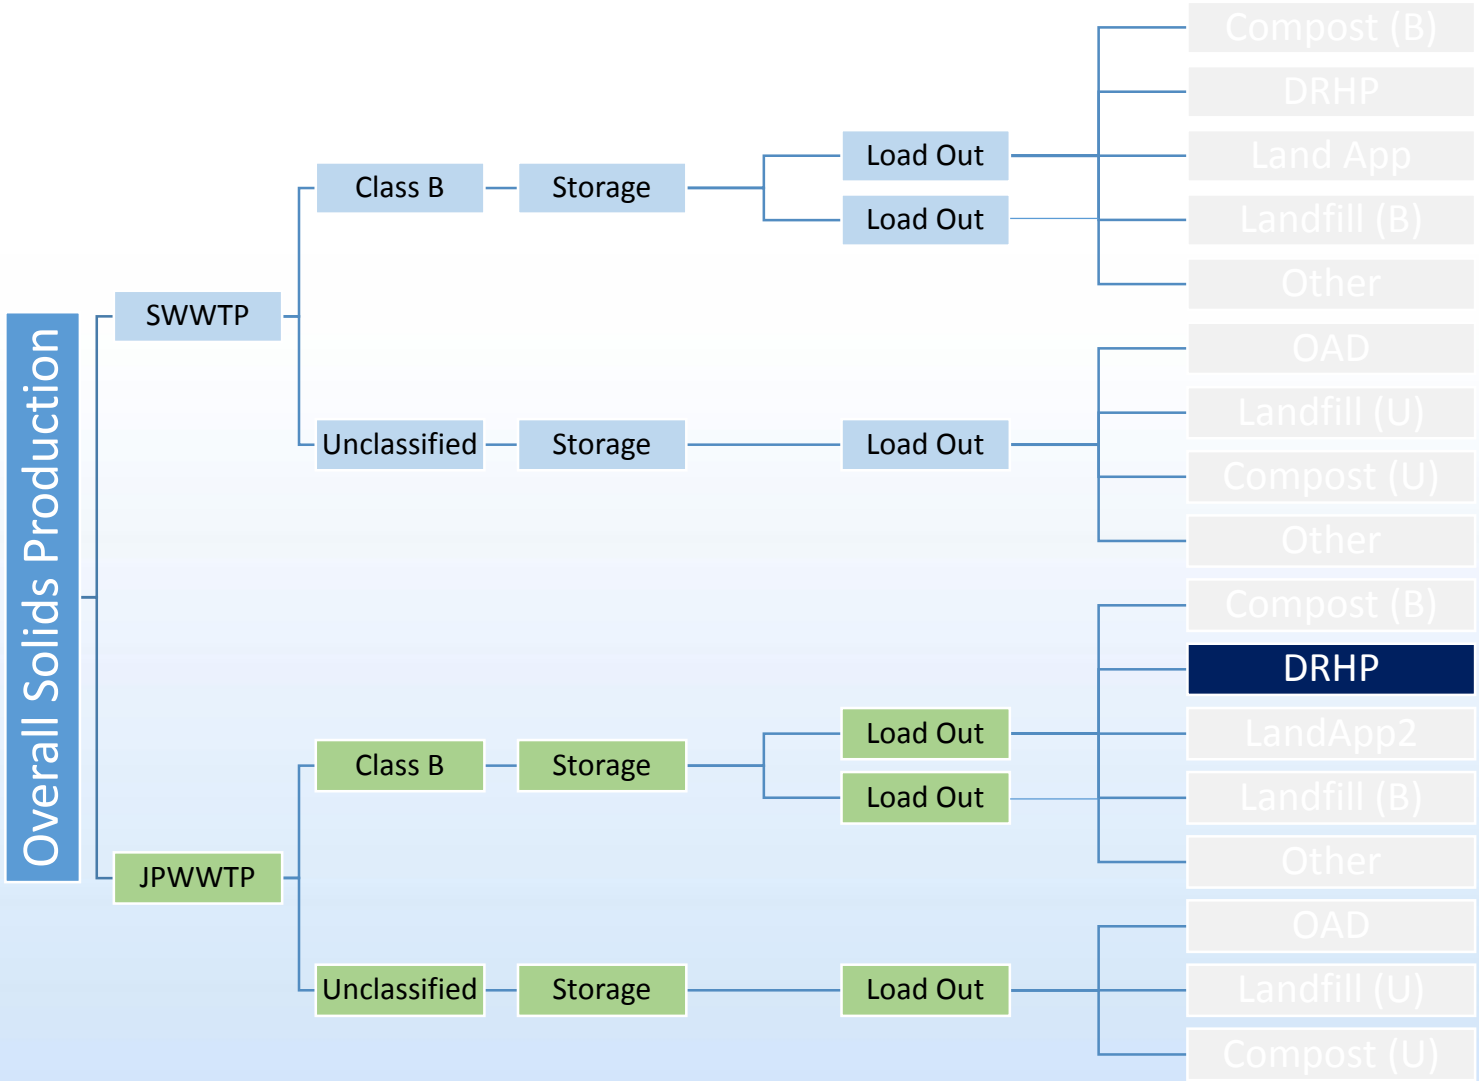 Overall Solids Production
SWWTP
Class B
Storage
Load Out
Load Out
Compost (B)
DRHP
Land App
Landfill (B)
Other
Unclassified
Storage
Load Out
OAD
Landfill (U)
Compost (U)
Other
JPWWTP
Class B
Storage
Load Out
Load Out
Compost (B)
DRHP
LandApp2
Landfill (B)
Other
Unclassified
Storage
Load Out
OAD
Landfill (U)
Compost (U)